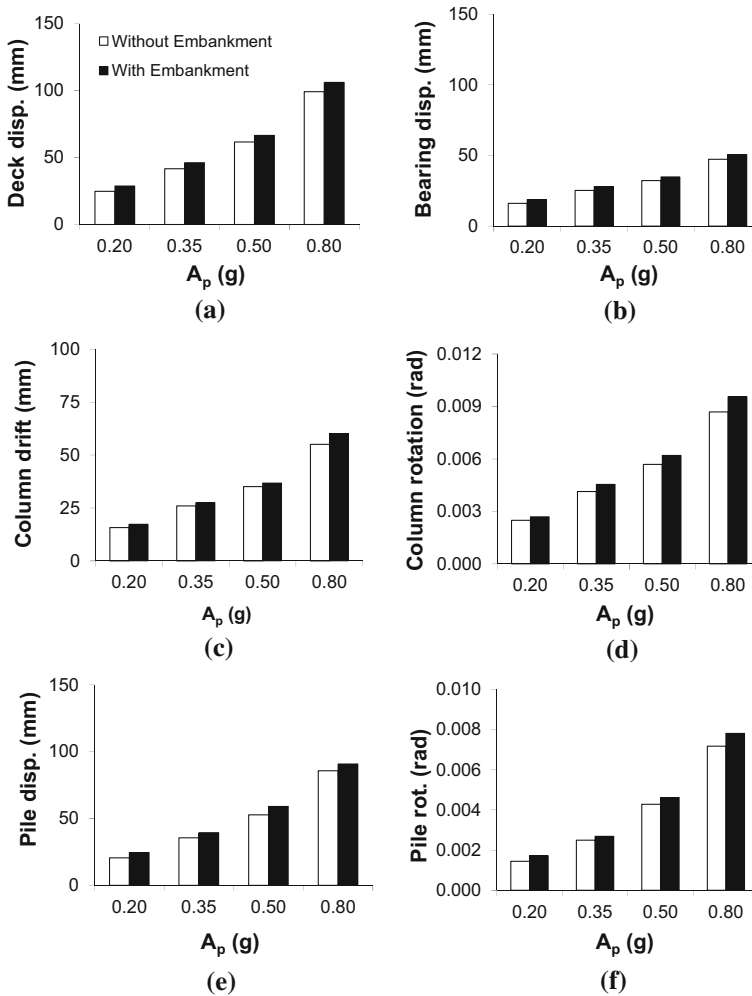 Deck disp. (mm)
150
100
50
0
Without Embankment
With Embankment
0.20 0.35 0.50 0.80
Ap (g)
(a)
Bearing disp. (mm)
150
100
50
0
0.20 0.35 0.50 0.80
Ap (g)
(b)
Column drift (mm)
100
75
50
25
0
0.20 0.35 0.50 0.80
Ap (g)
(c)
Column rotation (rad)
0.012
0.009
0.006
0.003
0.000
0.20 0.35 0.50 0.80
Ap (g)
(d)
Pile disp. (mm)
150
100
50
0
0.20 0.35 0.50 0.80
Ap (g)
(e)
Pile rot. (rad)
0.010
0.008
0.006
0.004
0.002
0.000
0.20 0.35 0.50 0.80
Ap (g)
(f)